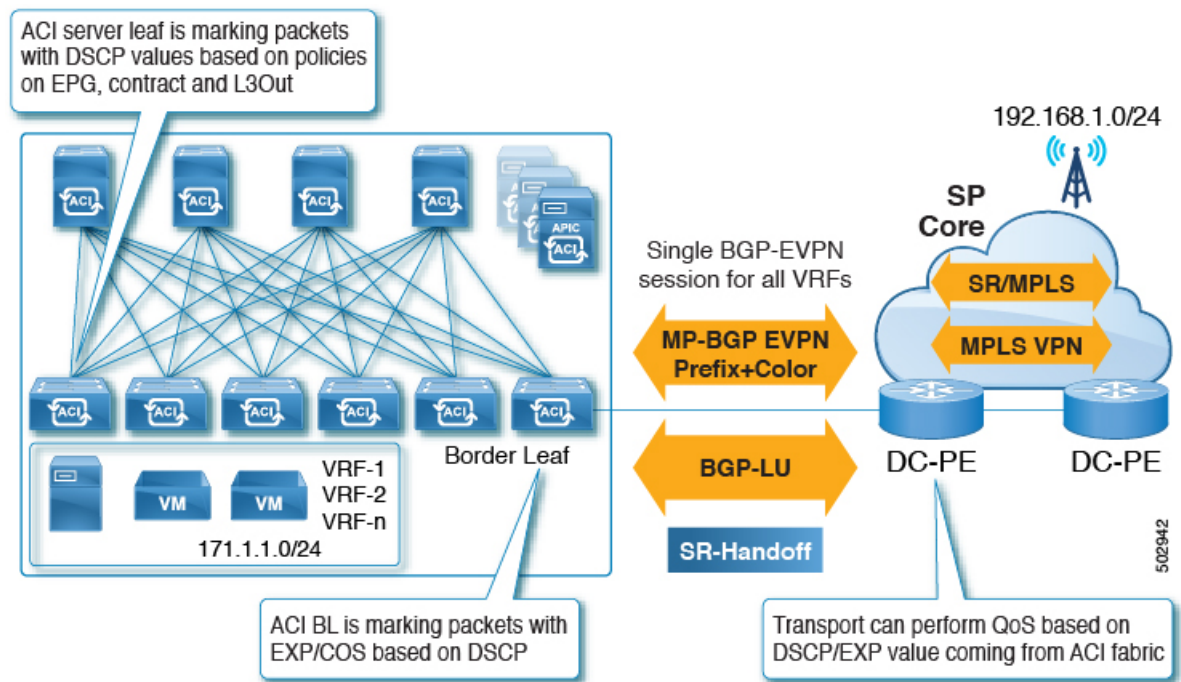 ACI server leaf is marking packets
with DSCP values based on policies
on EPG, contract and L3Out
192.168.1.0/24
ACI
ACI
ACI
ACI
APIC
ACI
SP
Core
Single BGP-EVPN
session for all VRFs
SR/MPLS
MP-BGP EVPN
Prefix+Color
MPLS VPN
ACI
ACI
ACI
ACI
ACI
ACI
Border Leaf
BGP-LU
DC-PE
DC-PE
VM
VM
VRF-1
VRF-2
VRF-n
171.1.1.0/24
SR-Handoff
502942
ACI BL is marking packets with
EXP/COS based on DSCP
Transport can perform QoS based on
DSCP/EXP value coming from ACI fabric